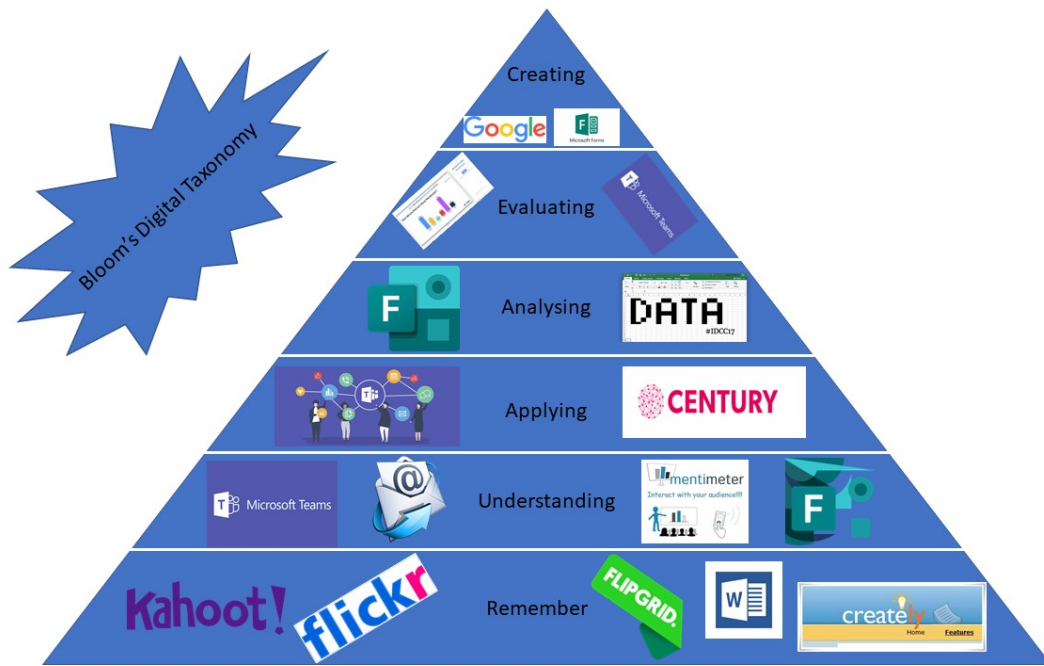 Bloom's Digital Taxonomy
Creating
Google
F
Microsoft Forms
Evaluating
Microsoft Teams
F
Analysing
DATA
#IDCC17
T
Applying
CENTURY
T
Microsoft Teams
@
Understanding
mentimeter
Interact with your audience!!!
F
Kahoot!
flickr
Remember
FLIPGRID.
W
creately
Home Features